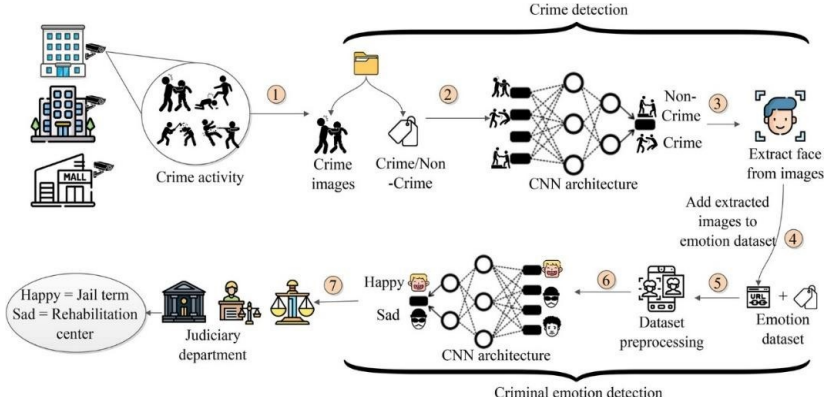 Crime detection
1
2
3
MALL
Crime activity
Crime
images
Crime/Non
-Crime
CNN architecture
Non-
Crime
Crime
Extract face
from images
Add extracted
images to
emotion dataset
4
Happy = Jail term
Sad = Rehabilitation
center
Judiciary
department
7
Happy
Sad
CNN architecture
6
Dataset
preprocessing
5
URL
+
Emotion
dataset
Criminal emotion detection